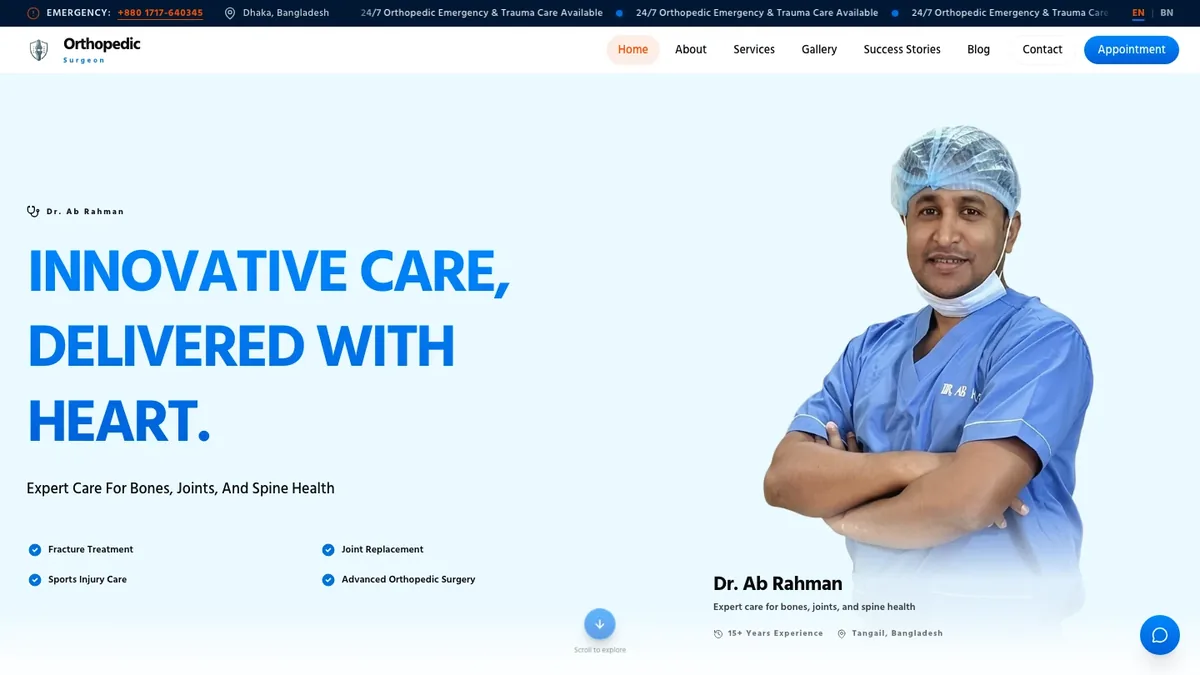 EMERGENCY: +880 1717-640345 Dhaka, Bangladesh 24/7 Orthopedic Emergency & Trauma Care Available 24/7 Orthopedic Emergency & Trauma Care Available 24/7 Orthopedic Emergency & Trauma Care EN | BN
Orthopedic
Surgeon
Home About Services Gallery Success Stories Blog Contact Appointment
Dr. Ab Rahman
INNOVATIVE CARE,
DELIVERED WITH
HEART.
Expert Care For Bones, Joints, And Spine Health
Fracture Treatment Joint Replacement
Sports Injury Care Advanced Orthopedic Surgery
Scroll to explore
DR. AB
Dr. Ab Rahman
Expert care for bones, joints, and spine health
15+ Years Experience Tangail, Bangladesh